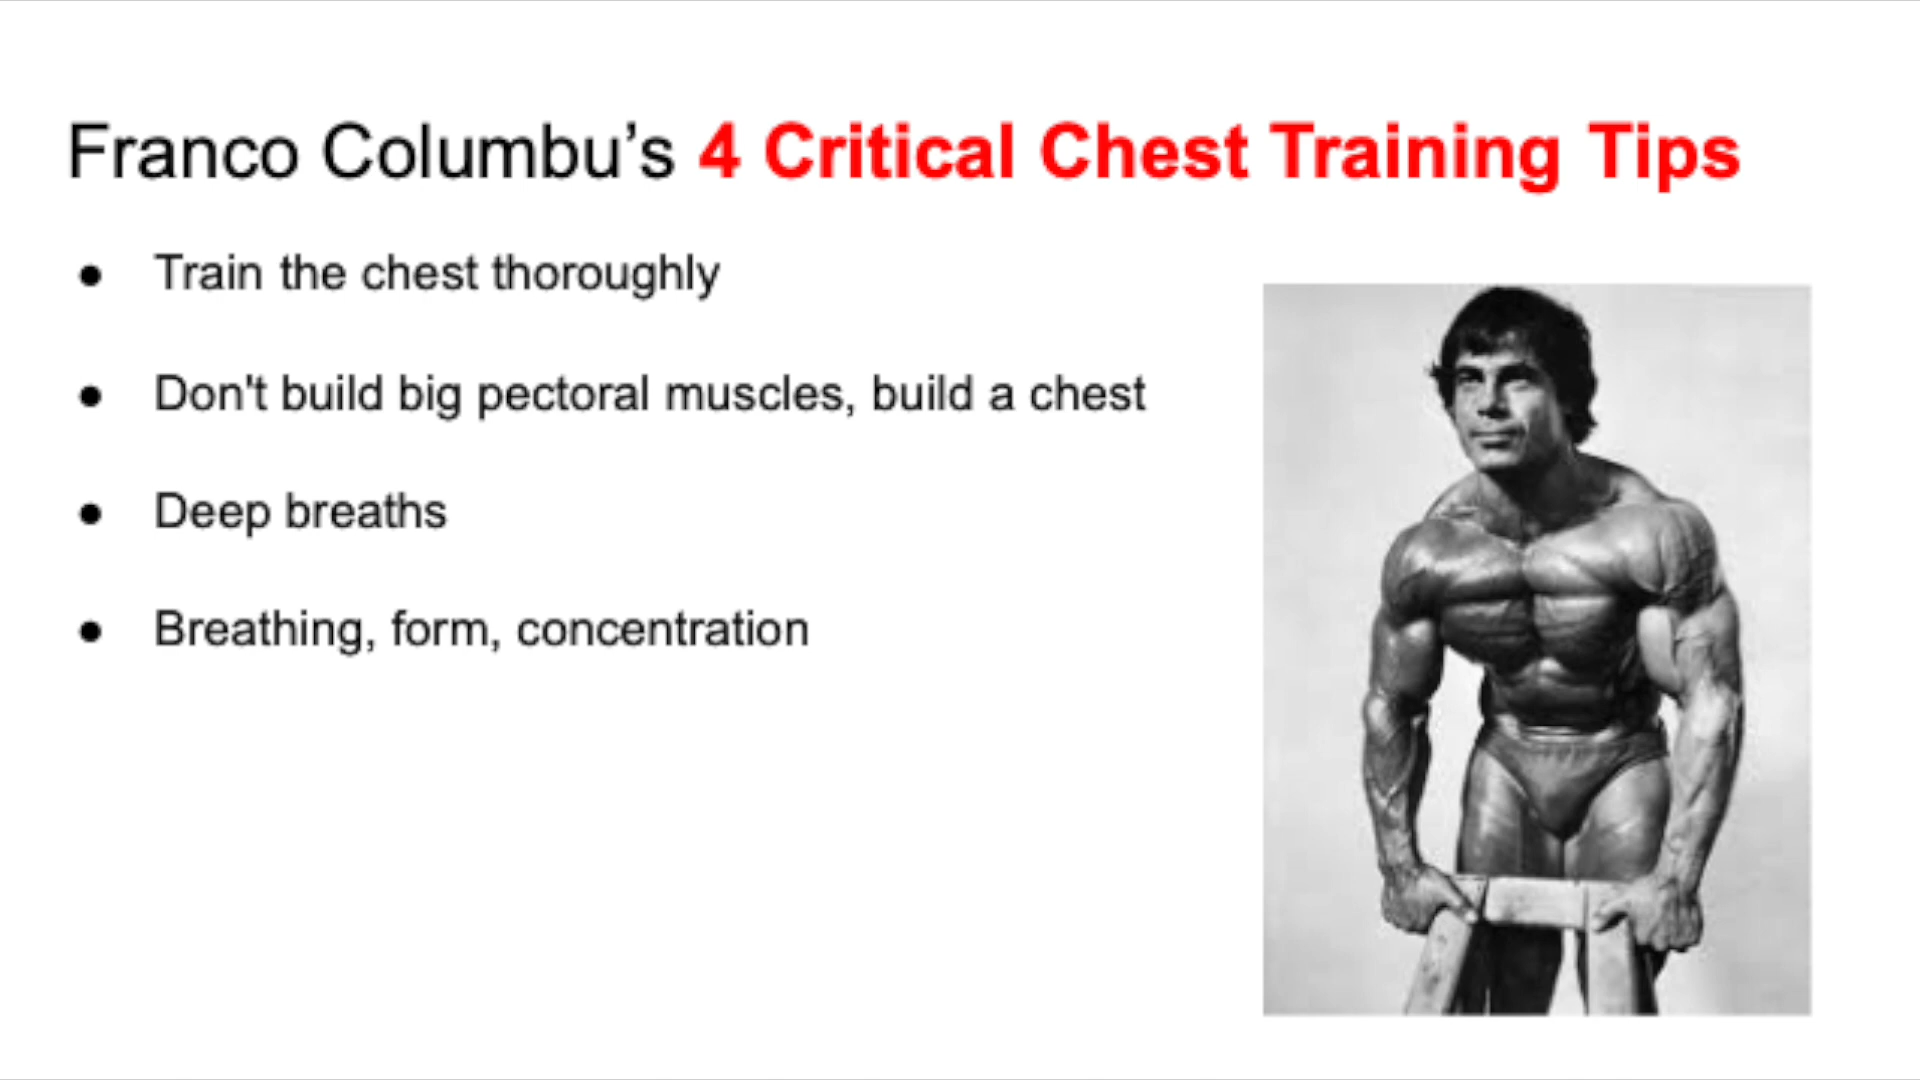 Franco Columbu’s 4 Critical Chest Training Tips
● Train the chest thoroughly
● Don't build big pectoral muscles, build a chest
● Deep breaths
● Breathing, form, concentration